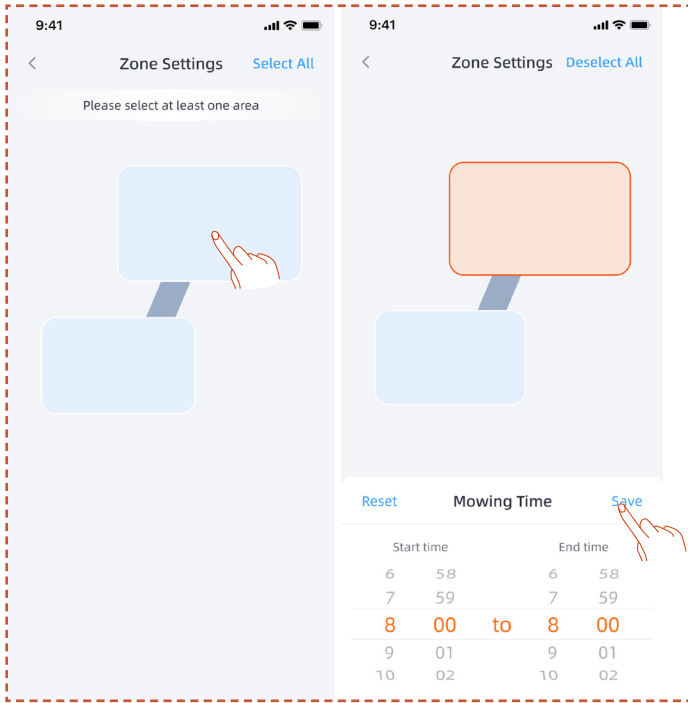 9:41
Zone Settings Select All
Please select at least one area
9:41
Zone Settings Deselect All
Reset Mowing Time Save
Start time End time
6 58 6 58
7 59 7 59
8 00 to 8 00
9 01 9 01
10 02 10 02